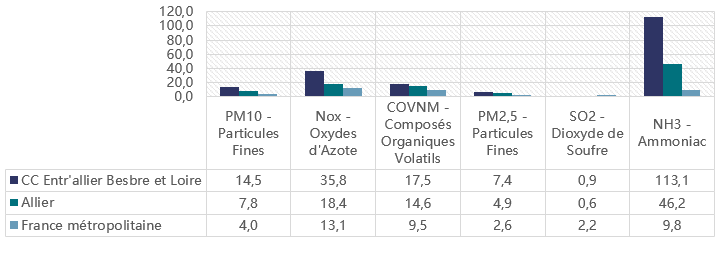 120,0
100,0
80,0
60,0
40,0
20,0
0,0
PM10 -
Particules
Fines
Nox -
Oxydes
d'Azote
COVNM -
Composés
Organiques
Volatils
PM2,5 -
Particules
Fines
SO2 -
Dioxyde de
Soufre
NH3 -
Ammoniac
CC Entr'allier Besbre et Loire 14,5 35,8 17,5 7,4 0,9 113,1
Allier 7,8 18,4 14,6 4,9 0,6 46,2
France métropolitaine 4,0 13,1 9,5 2,6 2,2 9,8